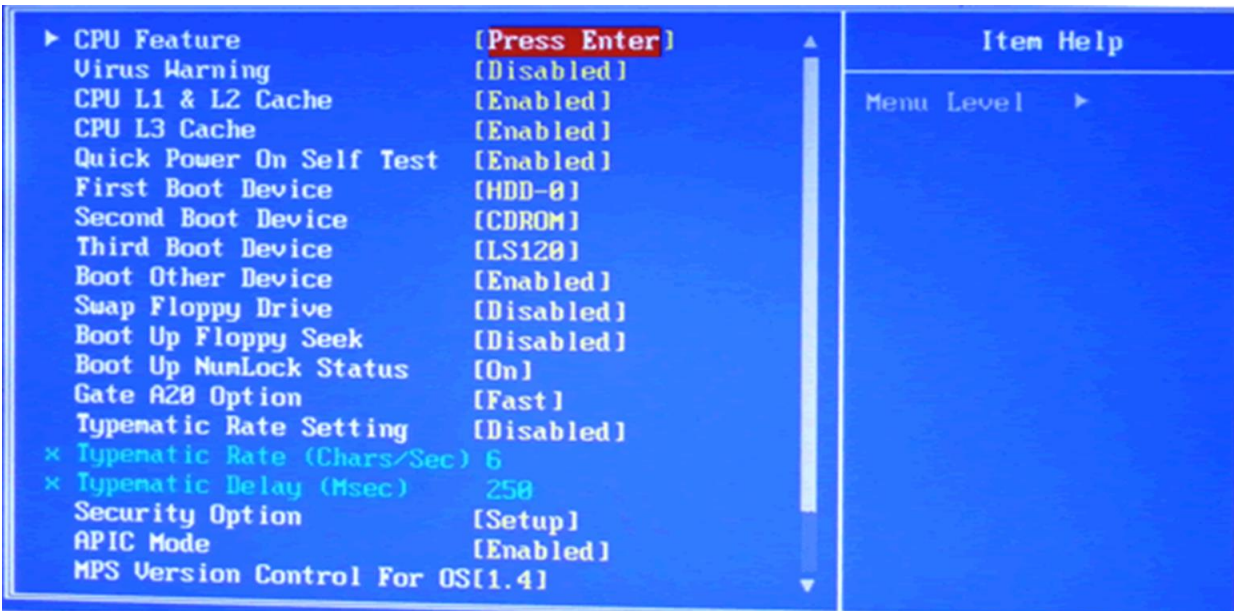 ▶ CPU Feature [Press Enter]
Virus Warning [Disabled]
CPU L1 & L2 Cache [Enabled]
CPU L3 Cache [Enabled]
Quick Power On Self Test [Enabled]
First Boot Device [HDD-0]
Second Boot Device [CDROM]
Third Boot Device [LS120]
Boot Other Device [Enabled]
Swap Floppy Drive [Disabled]
Boot Up Floppy Seek [Disabled]
Boot Up NumLock Status [On]
Gate A20 Option [Fast]
Typematic Rate Setting [Disabled]
x Typematic Rate (Chars/Sec) 6
x Typematic Delay (Msec) 250
Security Option [Setup]
APIC Mode [Enabled]
MPS Version Control For OS[1.4]
Item Help
Menu Level ▶